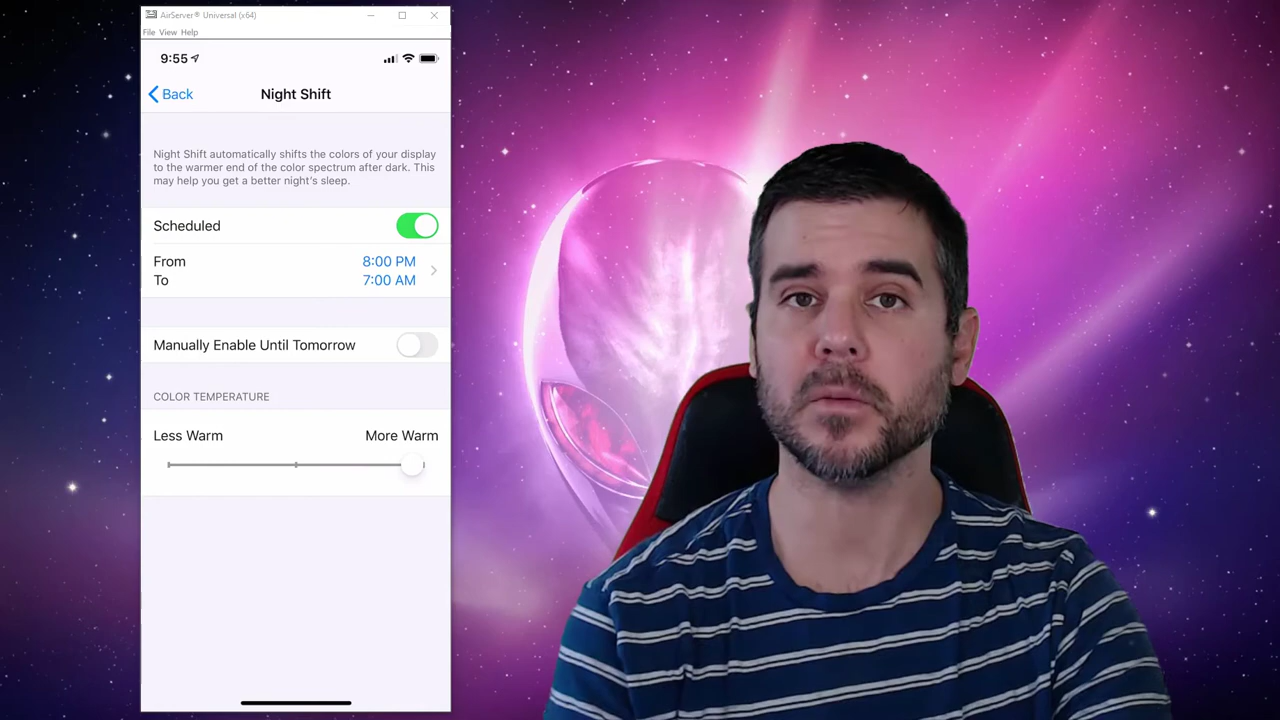 AirServer® Universal (x64)
File View Help
9:55
Back
Night Shift
Night Shift automatically shifts the colors of your display
to the warmer end of the color spectrum after dark. This
may help you get a better night's sleep.
Scheduled
From 8:00 PM
To 7:00 AM
Manually Enable Until Tomorrow
COLOR TEMPERATURE
Less Warm More Warm